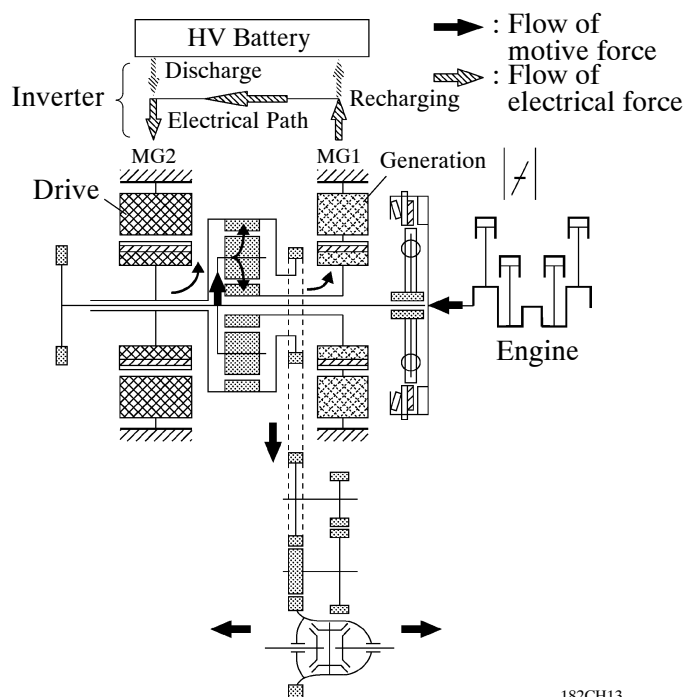 HV Battery
: Flow of
motive force
: Flow of
electrical force
Inverter
Discharge
Recharging
Electrical Path
MG2
MG1
Generation
Drive
Engine
182CH13